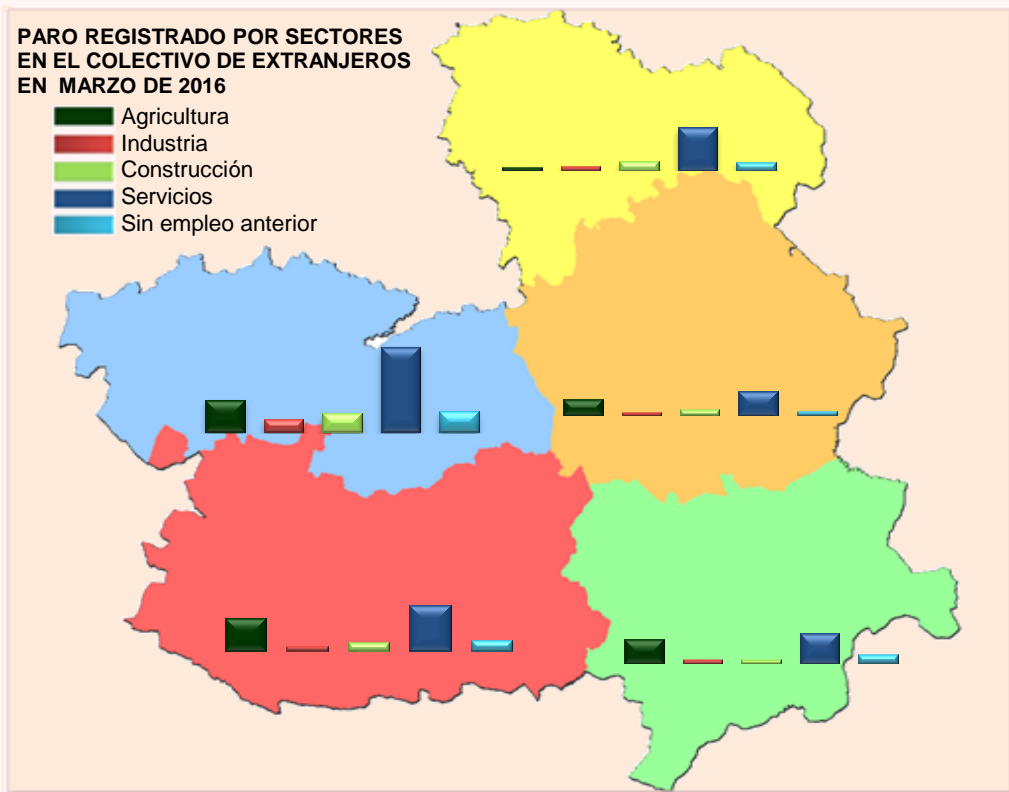 PARO REGISTRADO POR SECTORES
EN EL COLECTIVO DE EXTRANJEROS
EN MARZO DE 2016
Agricultura
Industria
Construcción
Servicios
Sin empleo anterior